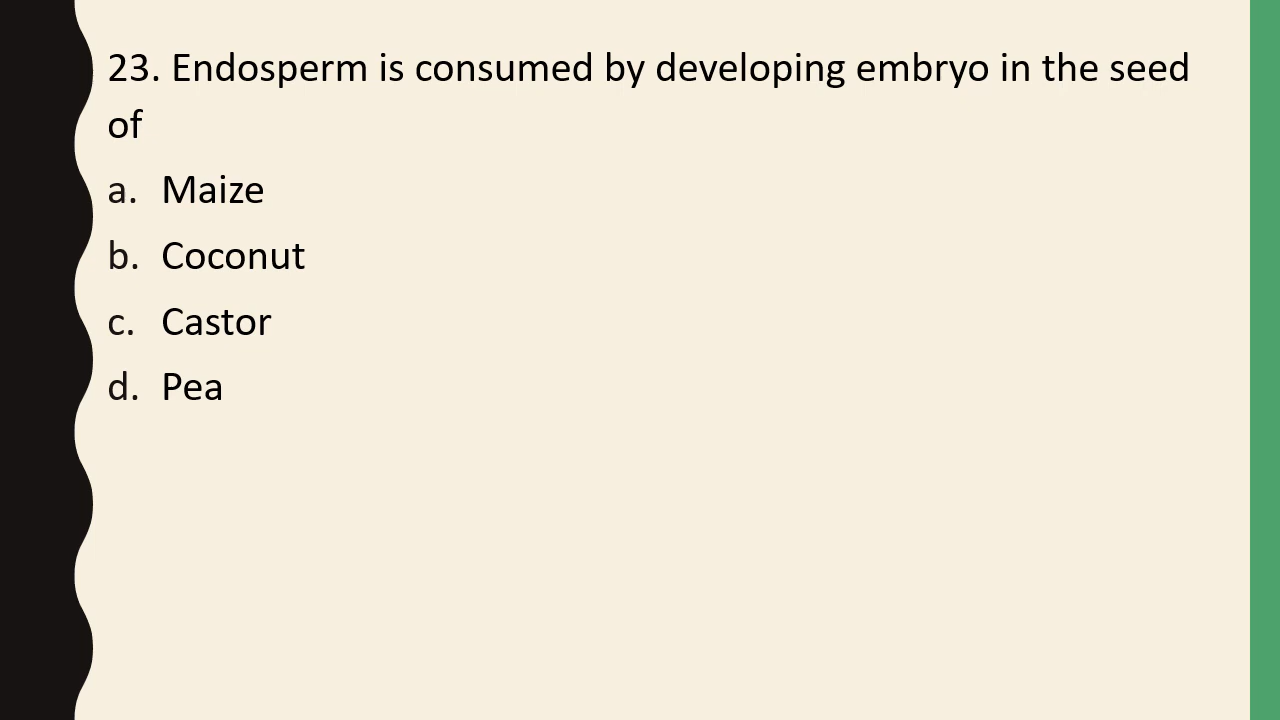 23. Endosperm is consumed by developing embryo in the seed
of
a. Maize
b. Coconut
c. Castor
d. Pea